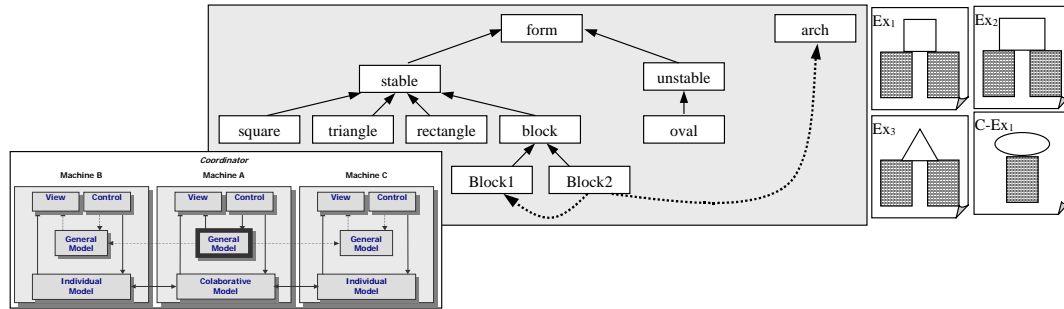 form
arch
stable
unstable
square
triangle
rectangle
block
oval
Block1
Block2
Ex1
Ex2
Ex3
C-Ex1
Coordinator
Machine B
Machine A
Machine C
View
Control
View
Control
View
Control
General
Model
General
Model
General
Model
Individual
Model
Colaborative
Model
Individual
Model